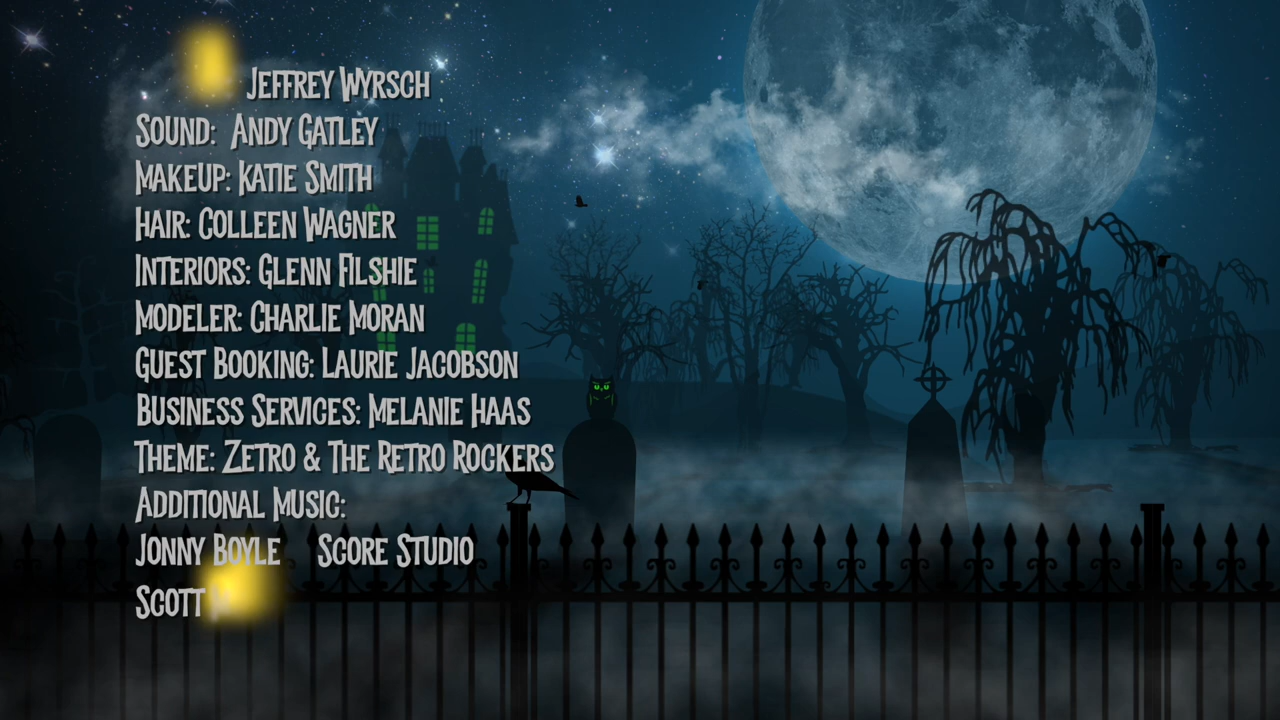 Jeffrey Wyrsch
Sound: Andy Gatley
Makeup: Katie Smith
Hair: Colleen Wagner
Interiors: Glenn Filshie
Modeler: Charlie Moran
Guest Booking: Laurie Jacobson
Business Services: Melanie Haas
Theme: Zetro & The Retro Rockers
Additional Music:
Jonny Boyle Score Studio
Scott